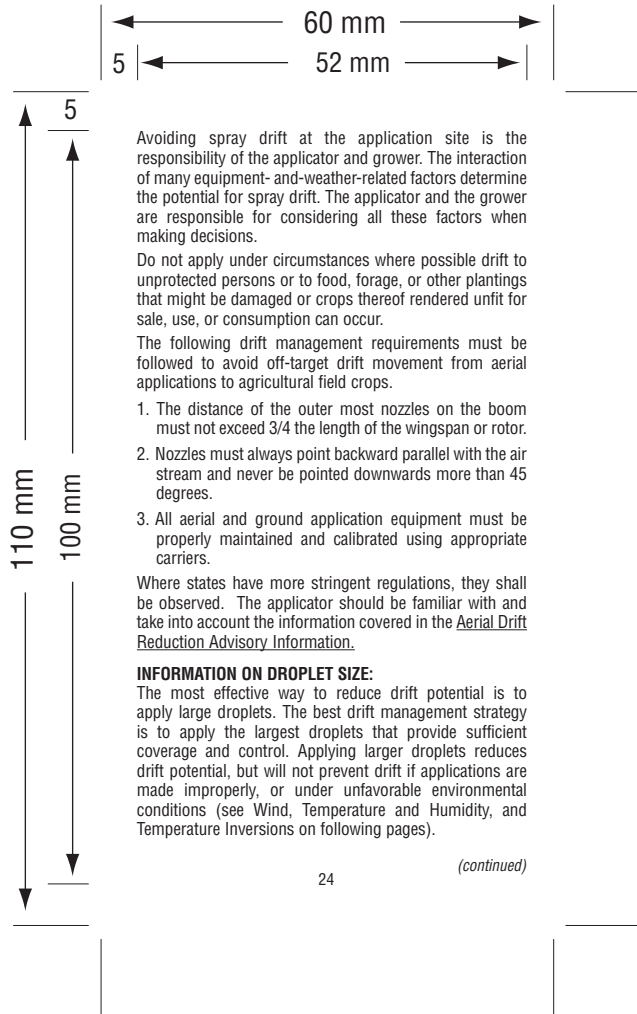 60 mm
5 52 mm
5
110 mm
100 mm
Avoiding spray drift at the application site is the
responsibility of the applicator and grower. The interaction
of many equipment- and-weather-related factors determine
the potential for spray drift. The applicator and the grower
are responsible for considering all these factors when
making decisions.
Do not apply under circumstances where possible drift to
unprotected persons or to food, forage, or other plantings
that might be damaged or crops thereof rendered unfit for
sale, use, or consumption can occur.
The following drift management requirements must be
followed to avoid off-target drift movement from aerial
applications to agricultural field crops.
1. The distance of the outer most nozzles on the boom
must not exceed 3/4 the length of the wingspan or rotor.
2. Nozzles must always point backward parallel with the air
stream and never be pointed downwards more than 45
degrees.
3. All aerial and ground application equipment must be
properly maintained and calibrated using appropriate
carriers.
Where states have more stringent regulations, they shall
be observed. The applicator should be familiar with and
take into account the information covered in the Aerial Drift
Reduction Advisory Information.
INFORMATION ON DROPLET SIZE:
The most effective way to reduce drift potential is to
apply large droplets. The best drift management strategy
is to apply the largest droplets that provide sufficient
coverage and control. Applying larger droplets reduces
drift potential, but will not prevent drift if applications are
made improperly, or under unfavorable environmental
conditions (see Wind, Temperature and Humidity, and
Temperature Inversions on following pages).
(continued)
24